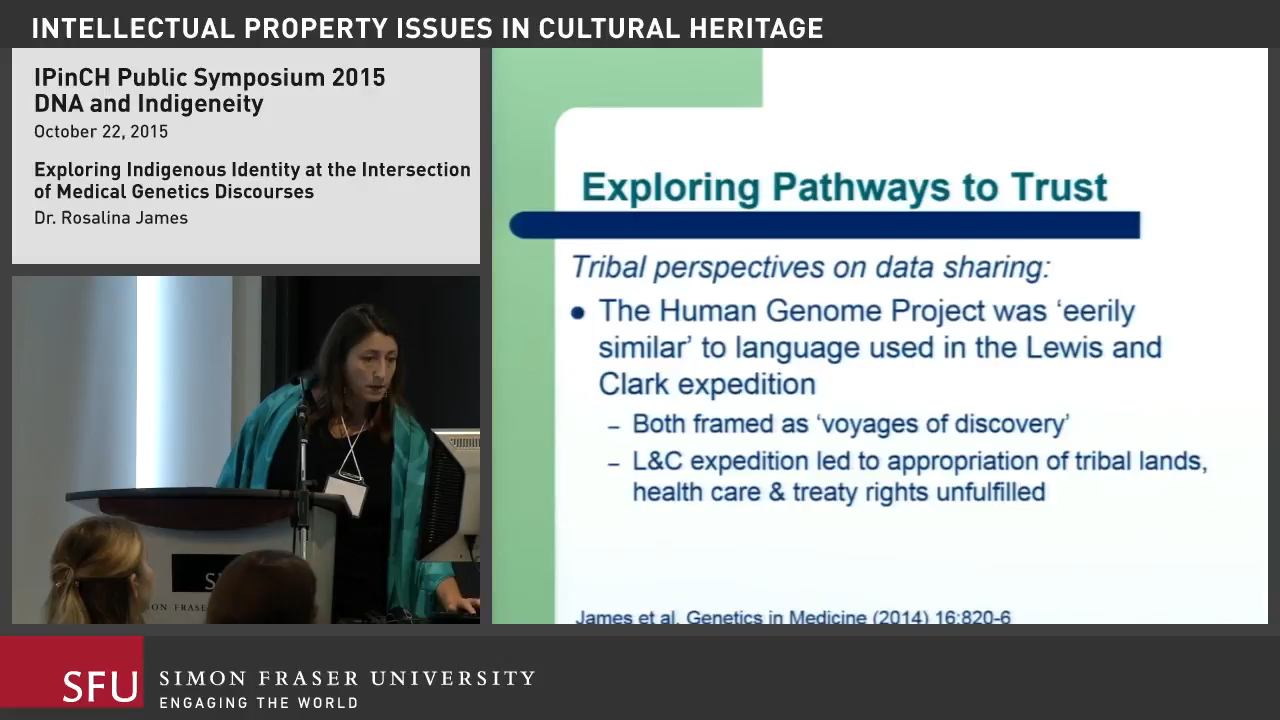 INTELLECTUAL PROPERTY ISSUES IN CULTURAL HERITAGE
IPinCH Public Symposium 2015
DNA and Indigeneity
October 22, 2015
Exploring Indigenous Identity at the Intersection
of Medical Genetics Discourses
Dr. Rosalina James
Exploring Pathways to Trust
Tribal perspectives on data sharing:
• The Human Genome Project was ‘eerily
similar’ to language used in the Lewis and
Clark expedition
– Both framed as ‘voyages of discovery’
– L&C expedition led to appropriation of tribal lands,
health care & treaty rights unfulfilled
James et al. Genetics in Medicine (2014) 16:820-6
SFU
SIMON FRASER UNIVERSITY
ENGAGING THE WORLD